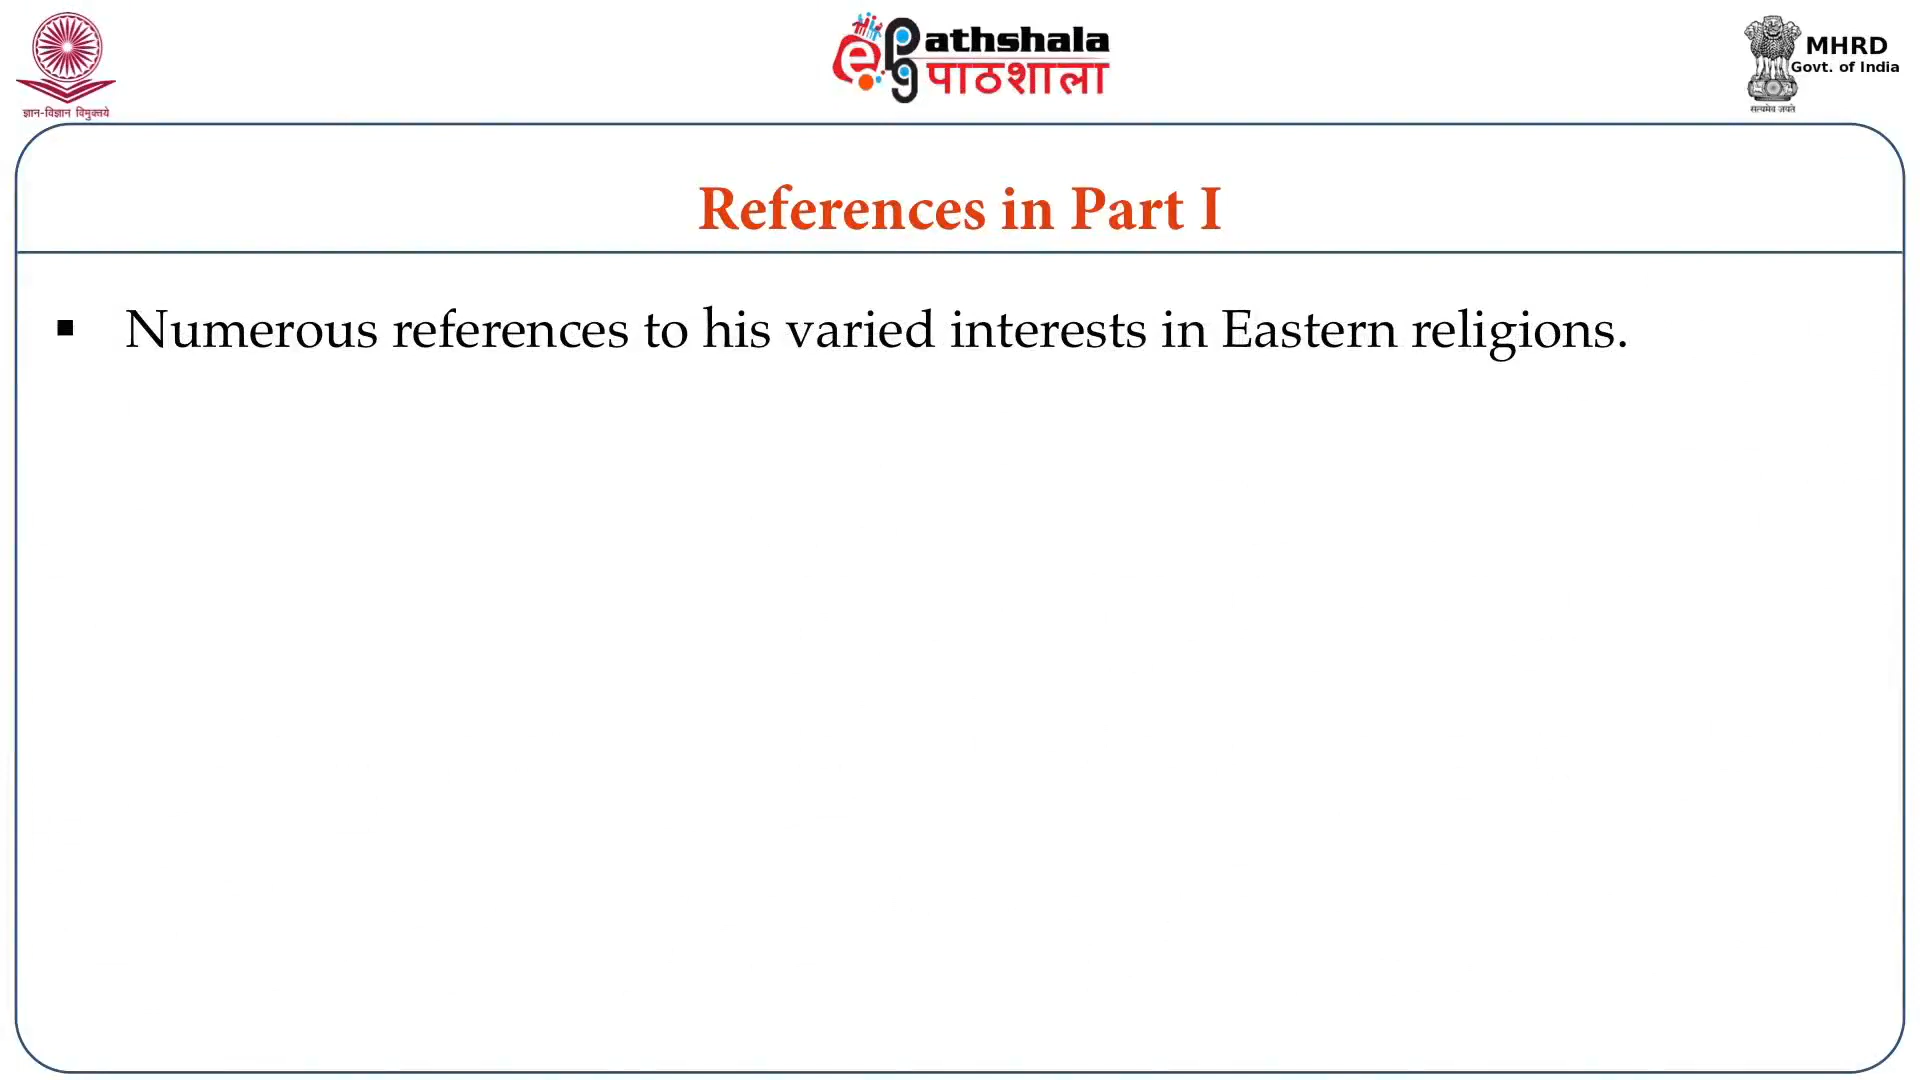 ज्ञान-विज्ञान विमुक्तये
ePathshala
पाठशाला
MHRD
Govt. of India
सत्यमेव जयते
References in Part I
▪ Numerous references to his varied interests in Eastern religions.